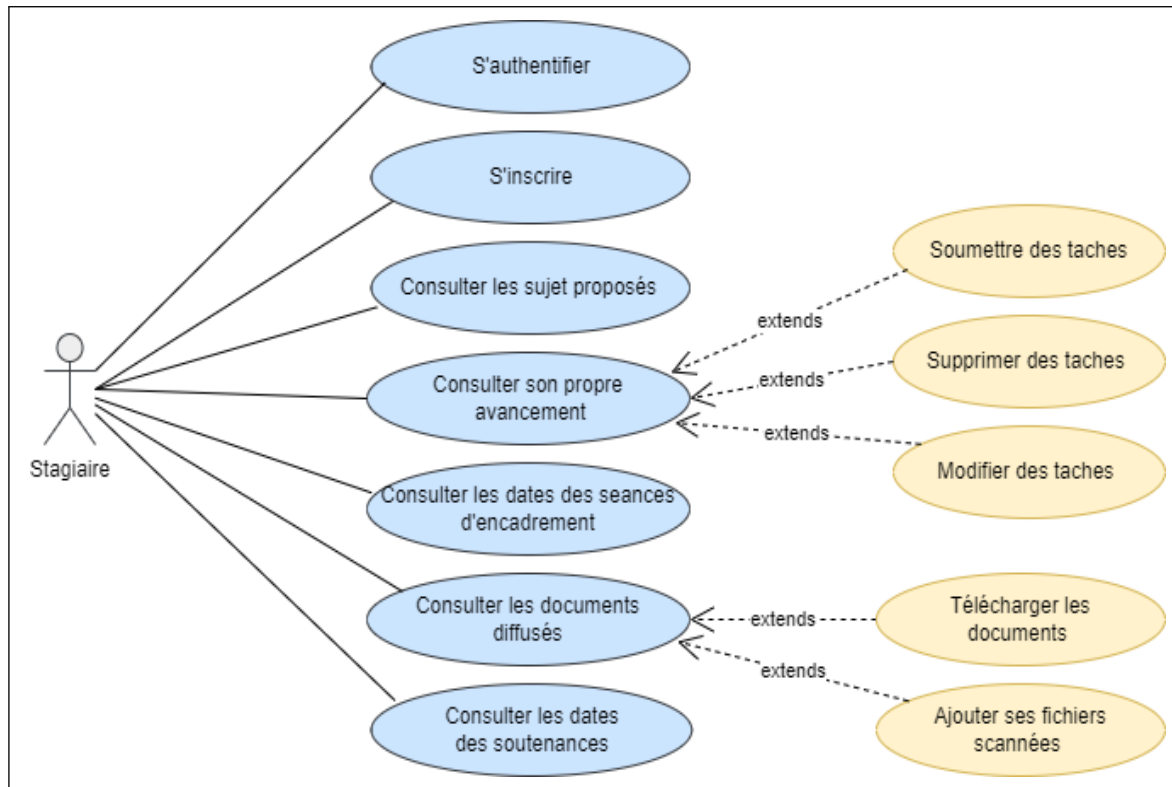 S'authentifier
S'inscrire
Consulter les sujet proposés
Consulter son propre
avancement
Consulter les dates des seances
d'encadrement
Consulter les documents
diffusés
Consulter les dates
des soutenances
Stagiaire
Soumettre des taches
extends
Supprimer des taches
extends
Modifier des taches
extends
Télécharger les
documents
extends
Ajouter ses fichiers
scannées
extends